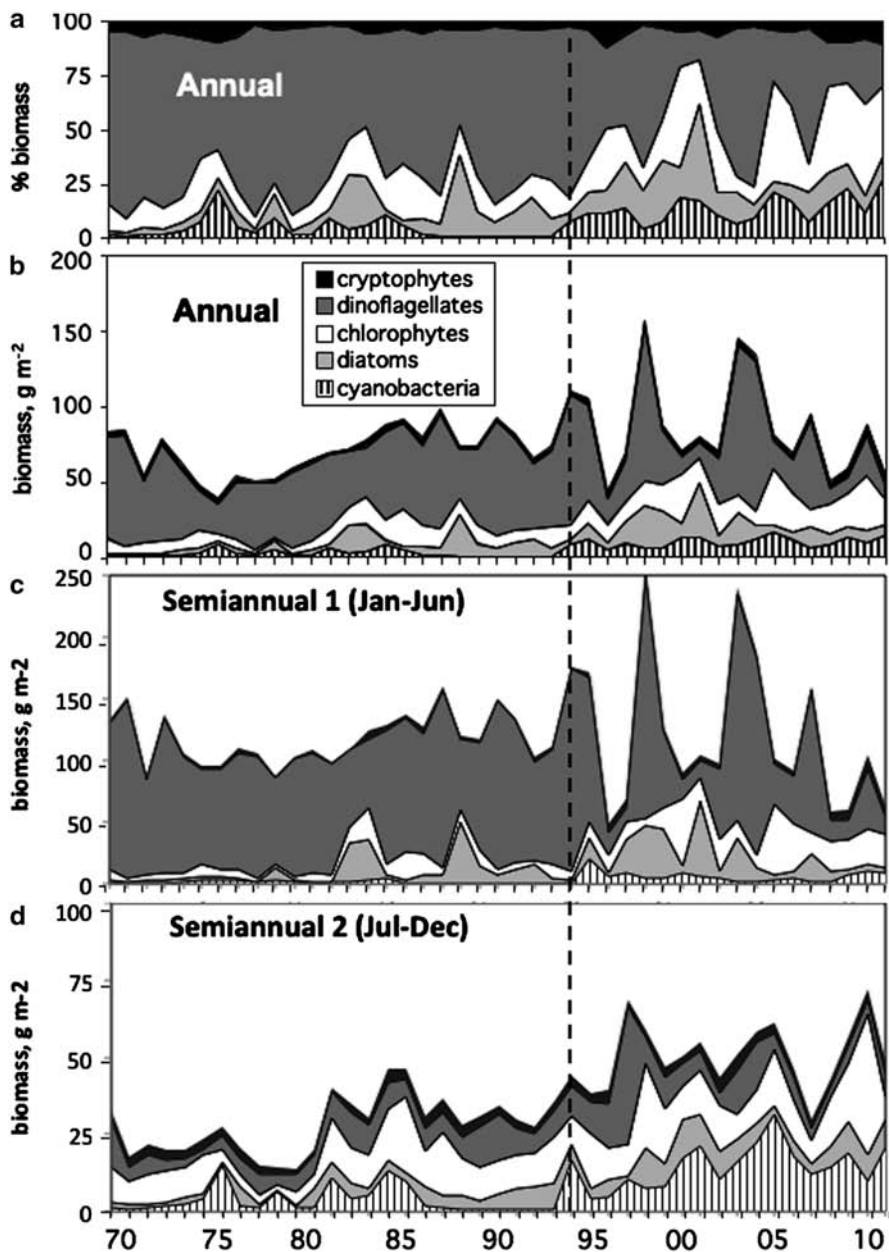 a
100
75
50
25
0
% biomass
Annual
b
200
150
100
50
0
biomass, g m-2
Annual
cryptophytes
dinoflagellates
chlorophytes
diatoms
cyanobacteria
c
250
200
150
100
50
0
biomass, g m-2
Semiannual 1 (Jan-Jun)
d
100
75
50
25
0
biomass, g m-2
Semiannual 2 (Jul-Dec)
70 75 80 85 90 95 00 05 10